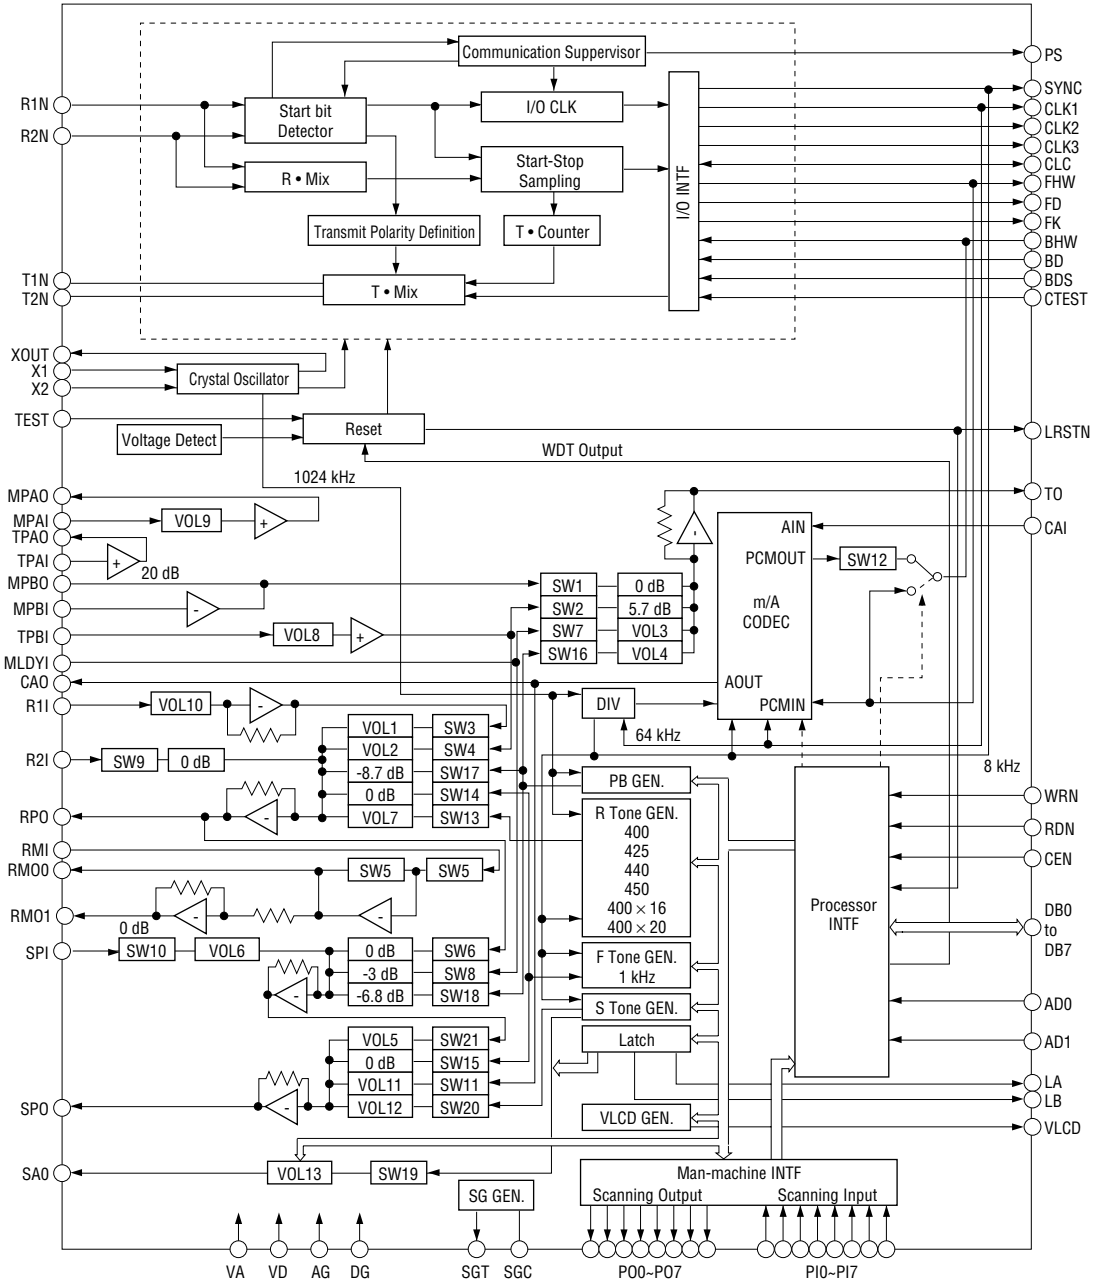 Communication Suppervisor
PS
SYNC
R1N
Start bit
Detector
I/O CLK
CLK1
CLK2
R2N
CLK3
Start-Stop
Sampling
CLC
R • Mix
I/O INTF
FHW
FD
FK
Transmit Polarity Definition
T • Counter
BHW
BD
T1N
T • Mix
BDS
T2N
CTEST
XOUT
X1
Crystal Oscillator
X2
TEST
Reset
LRSTN
Voltage Detect
WDT Output
1024 kHz
MPAO
TO
MPAI
VOL9
+
-
AIN
CAI
TPAO
TPAI
+
20 dB
PCMOUT
SW12
MPBO
SW1
0 dB
m/A
CODEC
MPBI
-
SW2
5.7 dB
TPBI
VOL8
+
SW7
VOL3
SW16
VOL4
MLDYI
CAO
AOUT
R1I
VOL10
-
DIV
PCMIN
VOL1
SW3
64 kHz
VOL2
SW4
R2I
SW9
0 dB
-8.7 dB
SW17
8 kHz
PB GEN.
0 dB
SW14
WRN
RPO
-
VOL7
SW13
R Tone GEN.
400
425
440
450
400 × 16
400 × 20
RDN
RMI
CEN
RMO0
SW5
SW5
Processor
INTF
DB0
to
DB7
RMO1
0 dB
-
-
SPI
SW10
VOL6
0 dB
SW6
F Tone GEN.
1 kHz
-3 dB
SW8
-
-6.8 dB
SW18
S Tone GEN.
AD0
VOL5
SW21
Latch
AD1
0 dB
SW15
VOL11
SW11
LA
LB
SPO
-
VOL12
SW20
VLCD GEN.
VLCD
SAO
VOL13
SW19
Man-machine INTF
Scanning Output
Scanning Input
SG GEN.
VA
VD
AG
DG
SGT
SGC
PO0~PO7
PI0~PI7